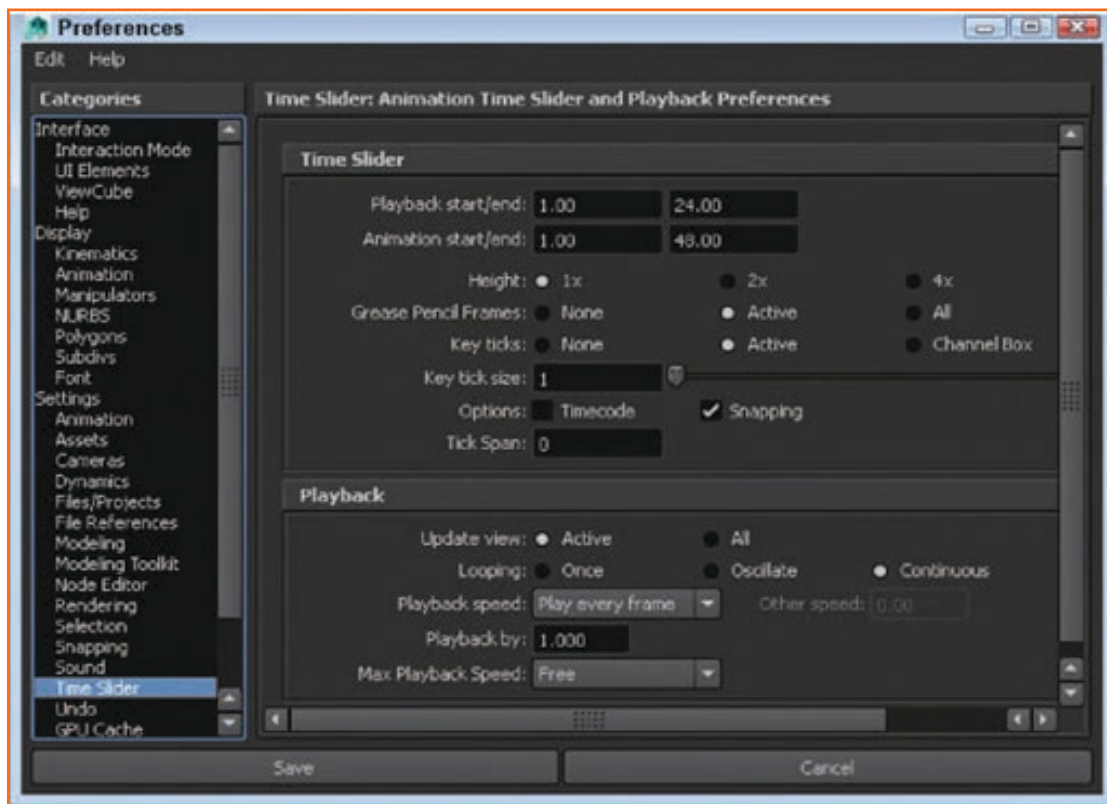 Preferences
Edit Help
Categories
Interface
Interaction Mode
UI Elements
ViewCube
Help
Display
Kinematics
Animation
Manipulators
NURBS
Polygons
Subdivs
Font
Settings
Animation
Assets
Cameras
Dynamics
Files/Projects
File References
Modeling
Modeling Toolkit
Node Editor
Rendering
Selection
Snapping
Sound
Time Slider
Undo
GPU Cache
Time Slider: Animation Time Slider and Playback Preferences
Time Slider
Playback start/end: 1.00 24.00
Animation start/end: 1.00 48.00
Height: 1x 2x 4x
Grease Pencil Frames: None Active All
Key ticks: None Active Channel Box
Key tick size: 1
Options: Timecode Snapping
Tick Span: 0
Playback
Update view: Active All
Looping: Once Oscillate Continuous
Playback speed: Play every frame Other speed: 0.00
Playback by: 1.000
Max Playback Speed: Free
Save Cancel